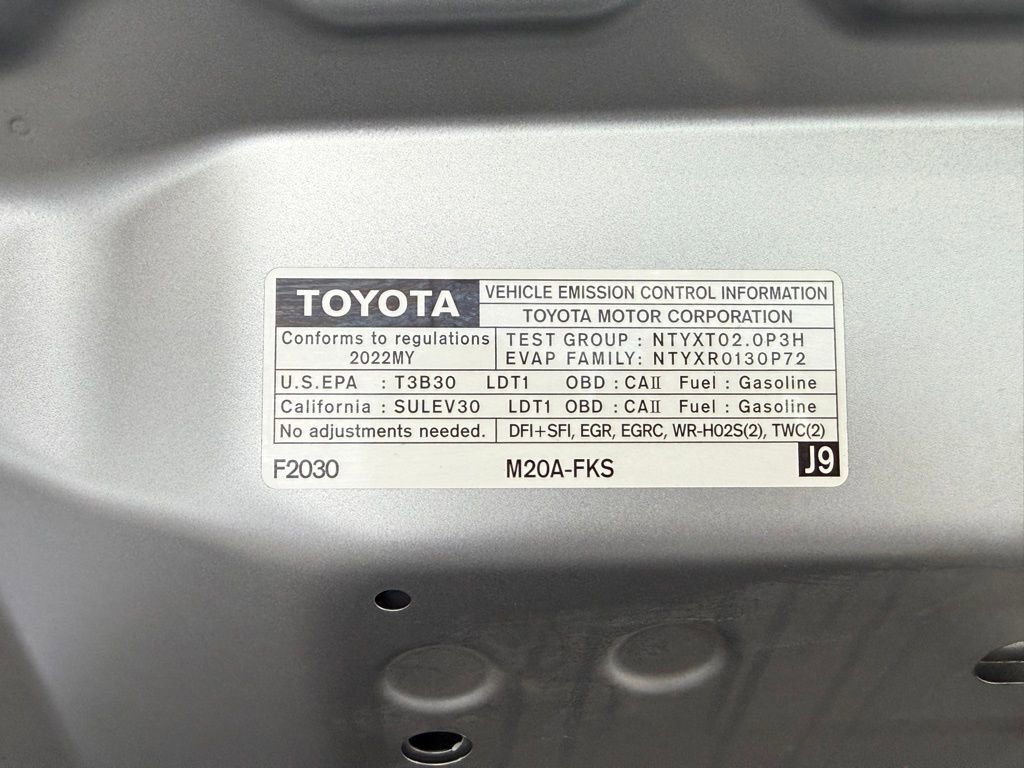 TOYOTA VEHICLE EMISSION CONTROL INFORMATION
TOYOTA MOTOR CORPORATION
Conforms to regulations
2022MY
TEST GROUP : NTYXT02.0P3H
EVAP FAMILY: NTYXR0130P72
U.S.EPA : T3B30 LDT1 OBD : CAII Fuel : Gasoline
California : SULEV30 LDT1 OBD : CAII Fuel : Gasoline
No adjustments needed. DFI+SFI, EGR, EGRC, WR-HO2S(2), TWC(2)
F2030 M20A-FKS J9